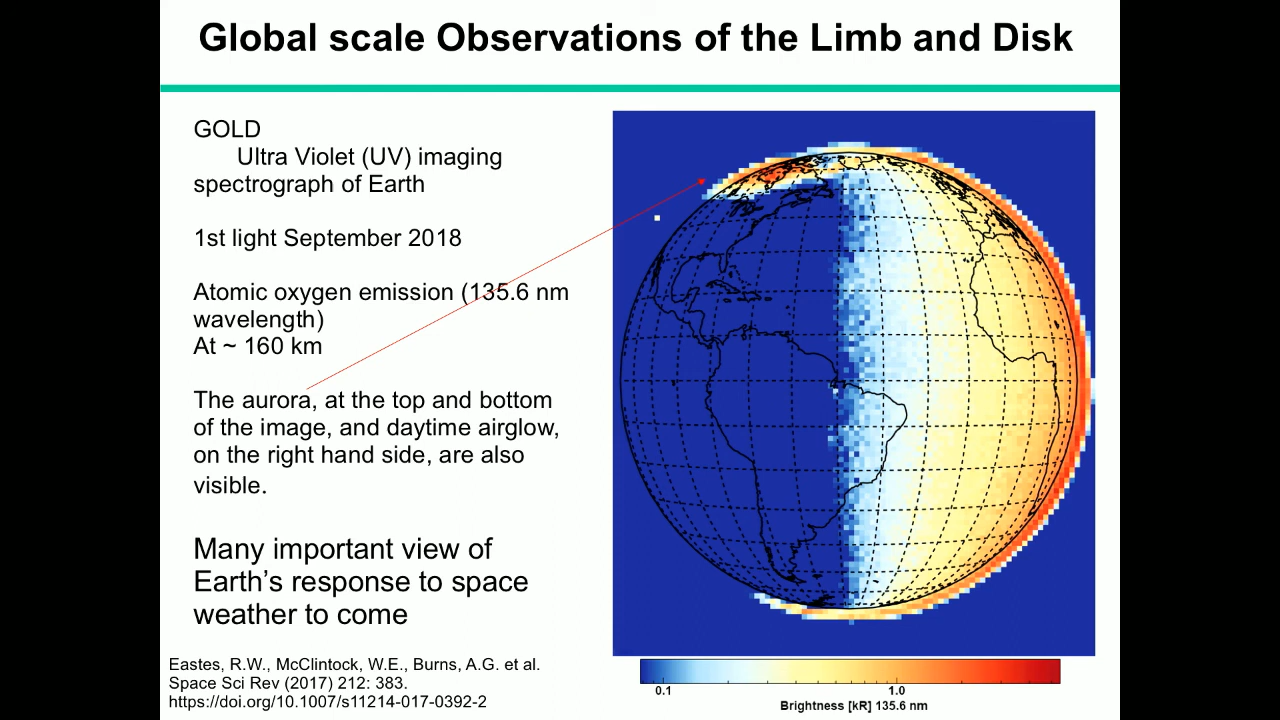 Global scale Observations of the Limb and Disk
GOLD
Ultra Violet (UV) imaging
spectrograph of Earth
1st light September 2018
Atomic oxygen emission (135.6 nm
wavelength)
At ~ 160 km
The aurora, at the top and bottom
of the image, and daytime airglow,
on the right hand side, are also
visible.
Many important view of
Earth’s response to space
weather to come
Eastes, R.W., McClintock, W.E., Burns, A.G. et al.
Space Sci Rev (2017) 212: 383.
https://doi.org/10.1007/s11214-017-0392-2
0.1 1.0
Brightness [kR] 135.6 nm